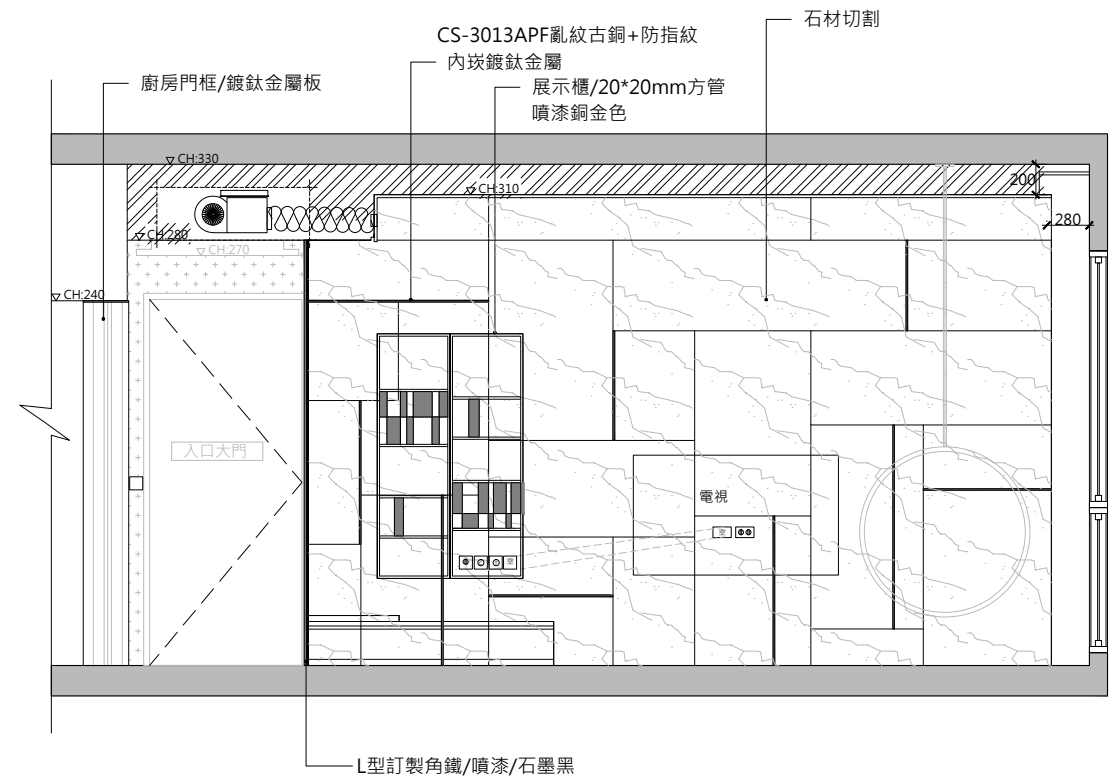 石材切割
CS-3013APF亂紋古銅+防指紋
內崁鍍鈦金屬
廚房門框/鍍鈦金屬板
展示櫃/20*20mm方管
噴漆銅金色
CH:330
CH:310
200
280
CH:280
CH:270
CH:240
入口大門
電視
L型訂製角鐵/噴漆/石墨黑